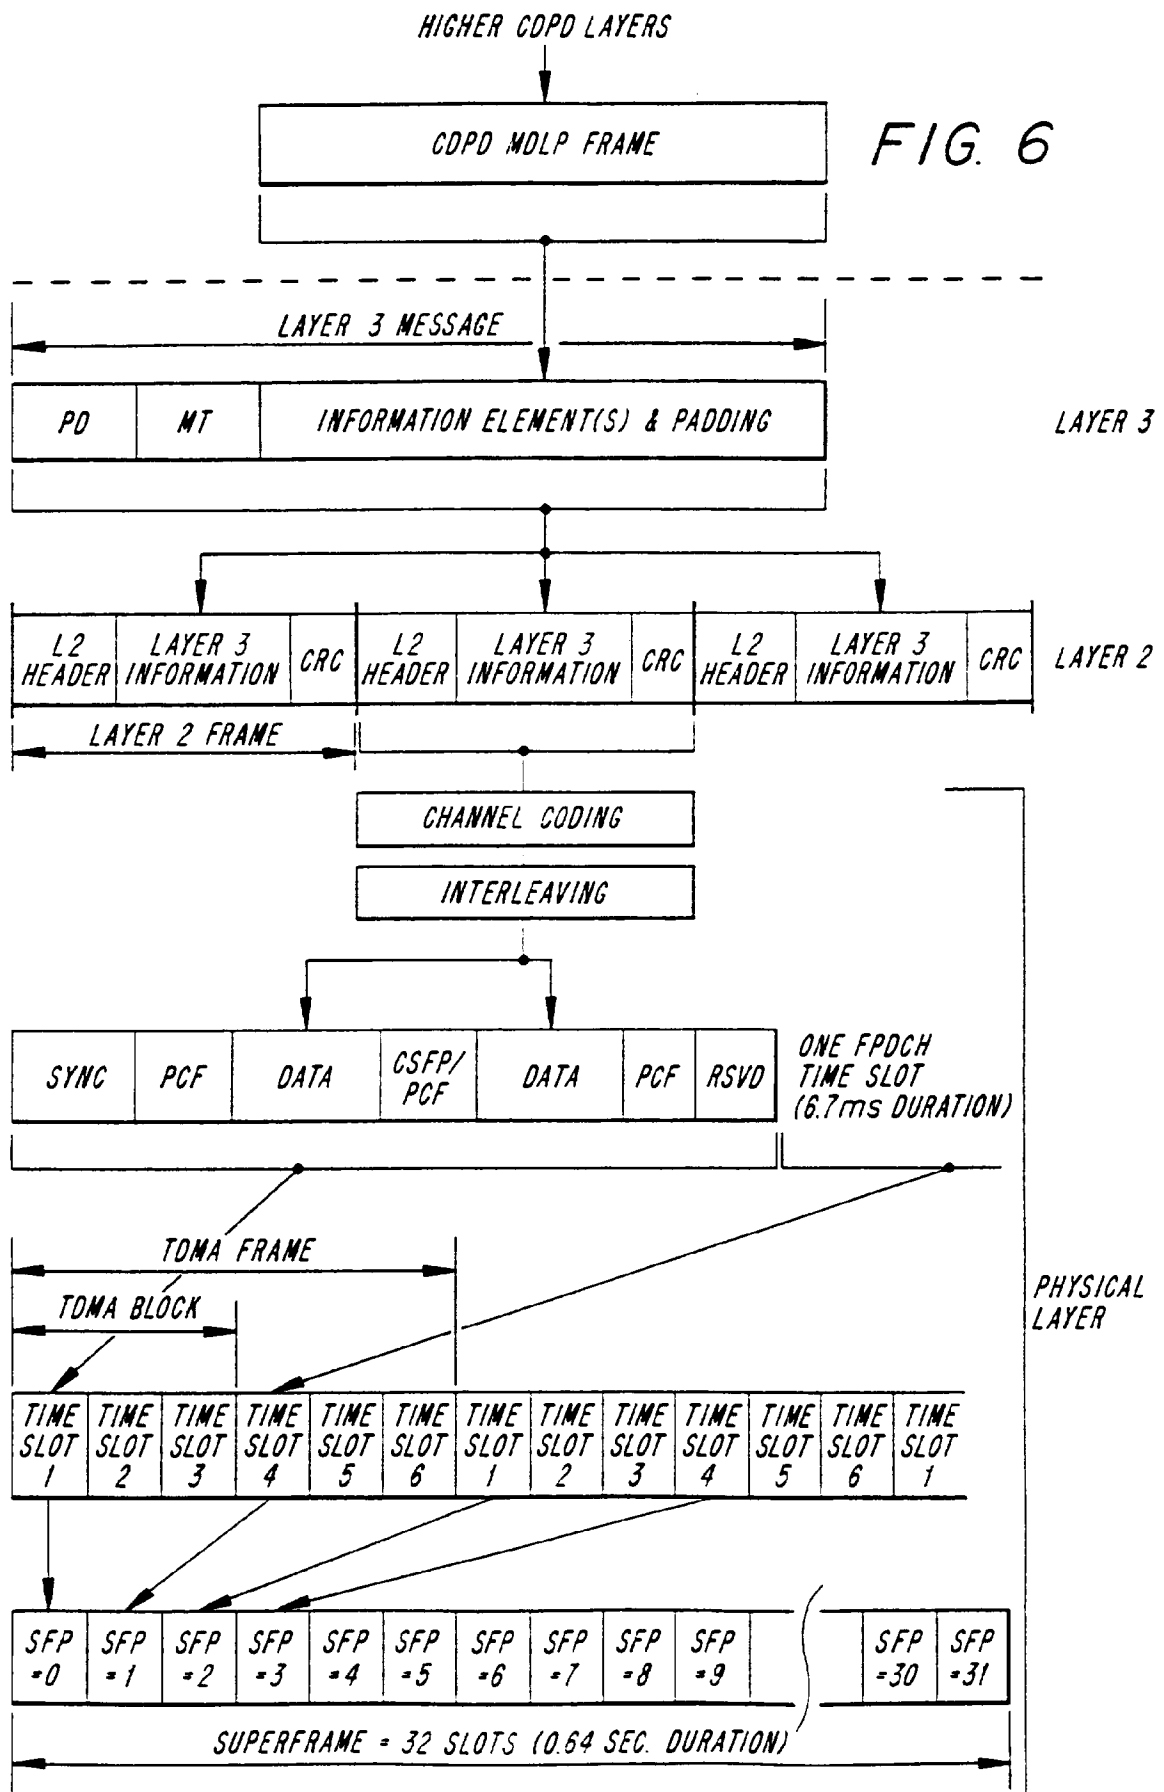 HIGHER CDPD LAYERS
CDPD MDLP FRAME
FIG. 6
LAYER 3 MESSAGE
PD
MT
INFORMATION ELEMENT(S) & PADDING
LAYER 3
L2
HEADER
LAYER 3
INFORMATION
CRC
L2
HEADER
LAYER 3
INFORMATION
CRC
L2
HEADER
LAYER 3
INFORMATION
CRC
LAYER 2
LAYER 2 FRAME
CHANNEL CODING
INTERLEAVING
SYNC
PCF
DATA
CSFP/
PCF
DATA
PCF
RSVD
ONE FPDCH
TIME SLOT
(6.7ms DURATION)
TDMA FRAME
TDMA BLOCK
PHYSICAL
LAYER
TIME
SLOT
1
TIME
SLOT
2
TIME
SLOT
3
TIME
SLOT
4
TIME
SLOT
5
TIME
SLOT
6
TIME
SLOT
1
TIME
SLOT
2
TIME
SLOT
3
TIME
SLOT
4
TIME
SLOT
5
TIME
SLOT
6
TIME
SLOT
1
SFP
=0
SFP
=1
SFP
=2
SFP
=3
SFP
=4
SFP
=5
SFP
=6
SFP
=7
SFP
=8
SFP
=9
SFP
=30
SFP
=31
SUPERFRAME = 32 SLOTS (0.64 SEC. DURATION)